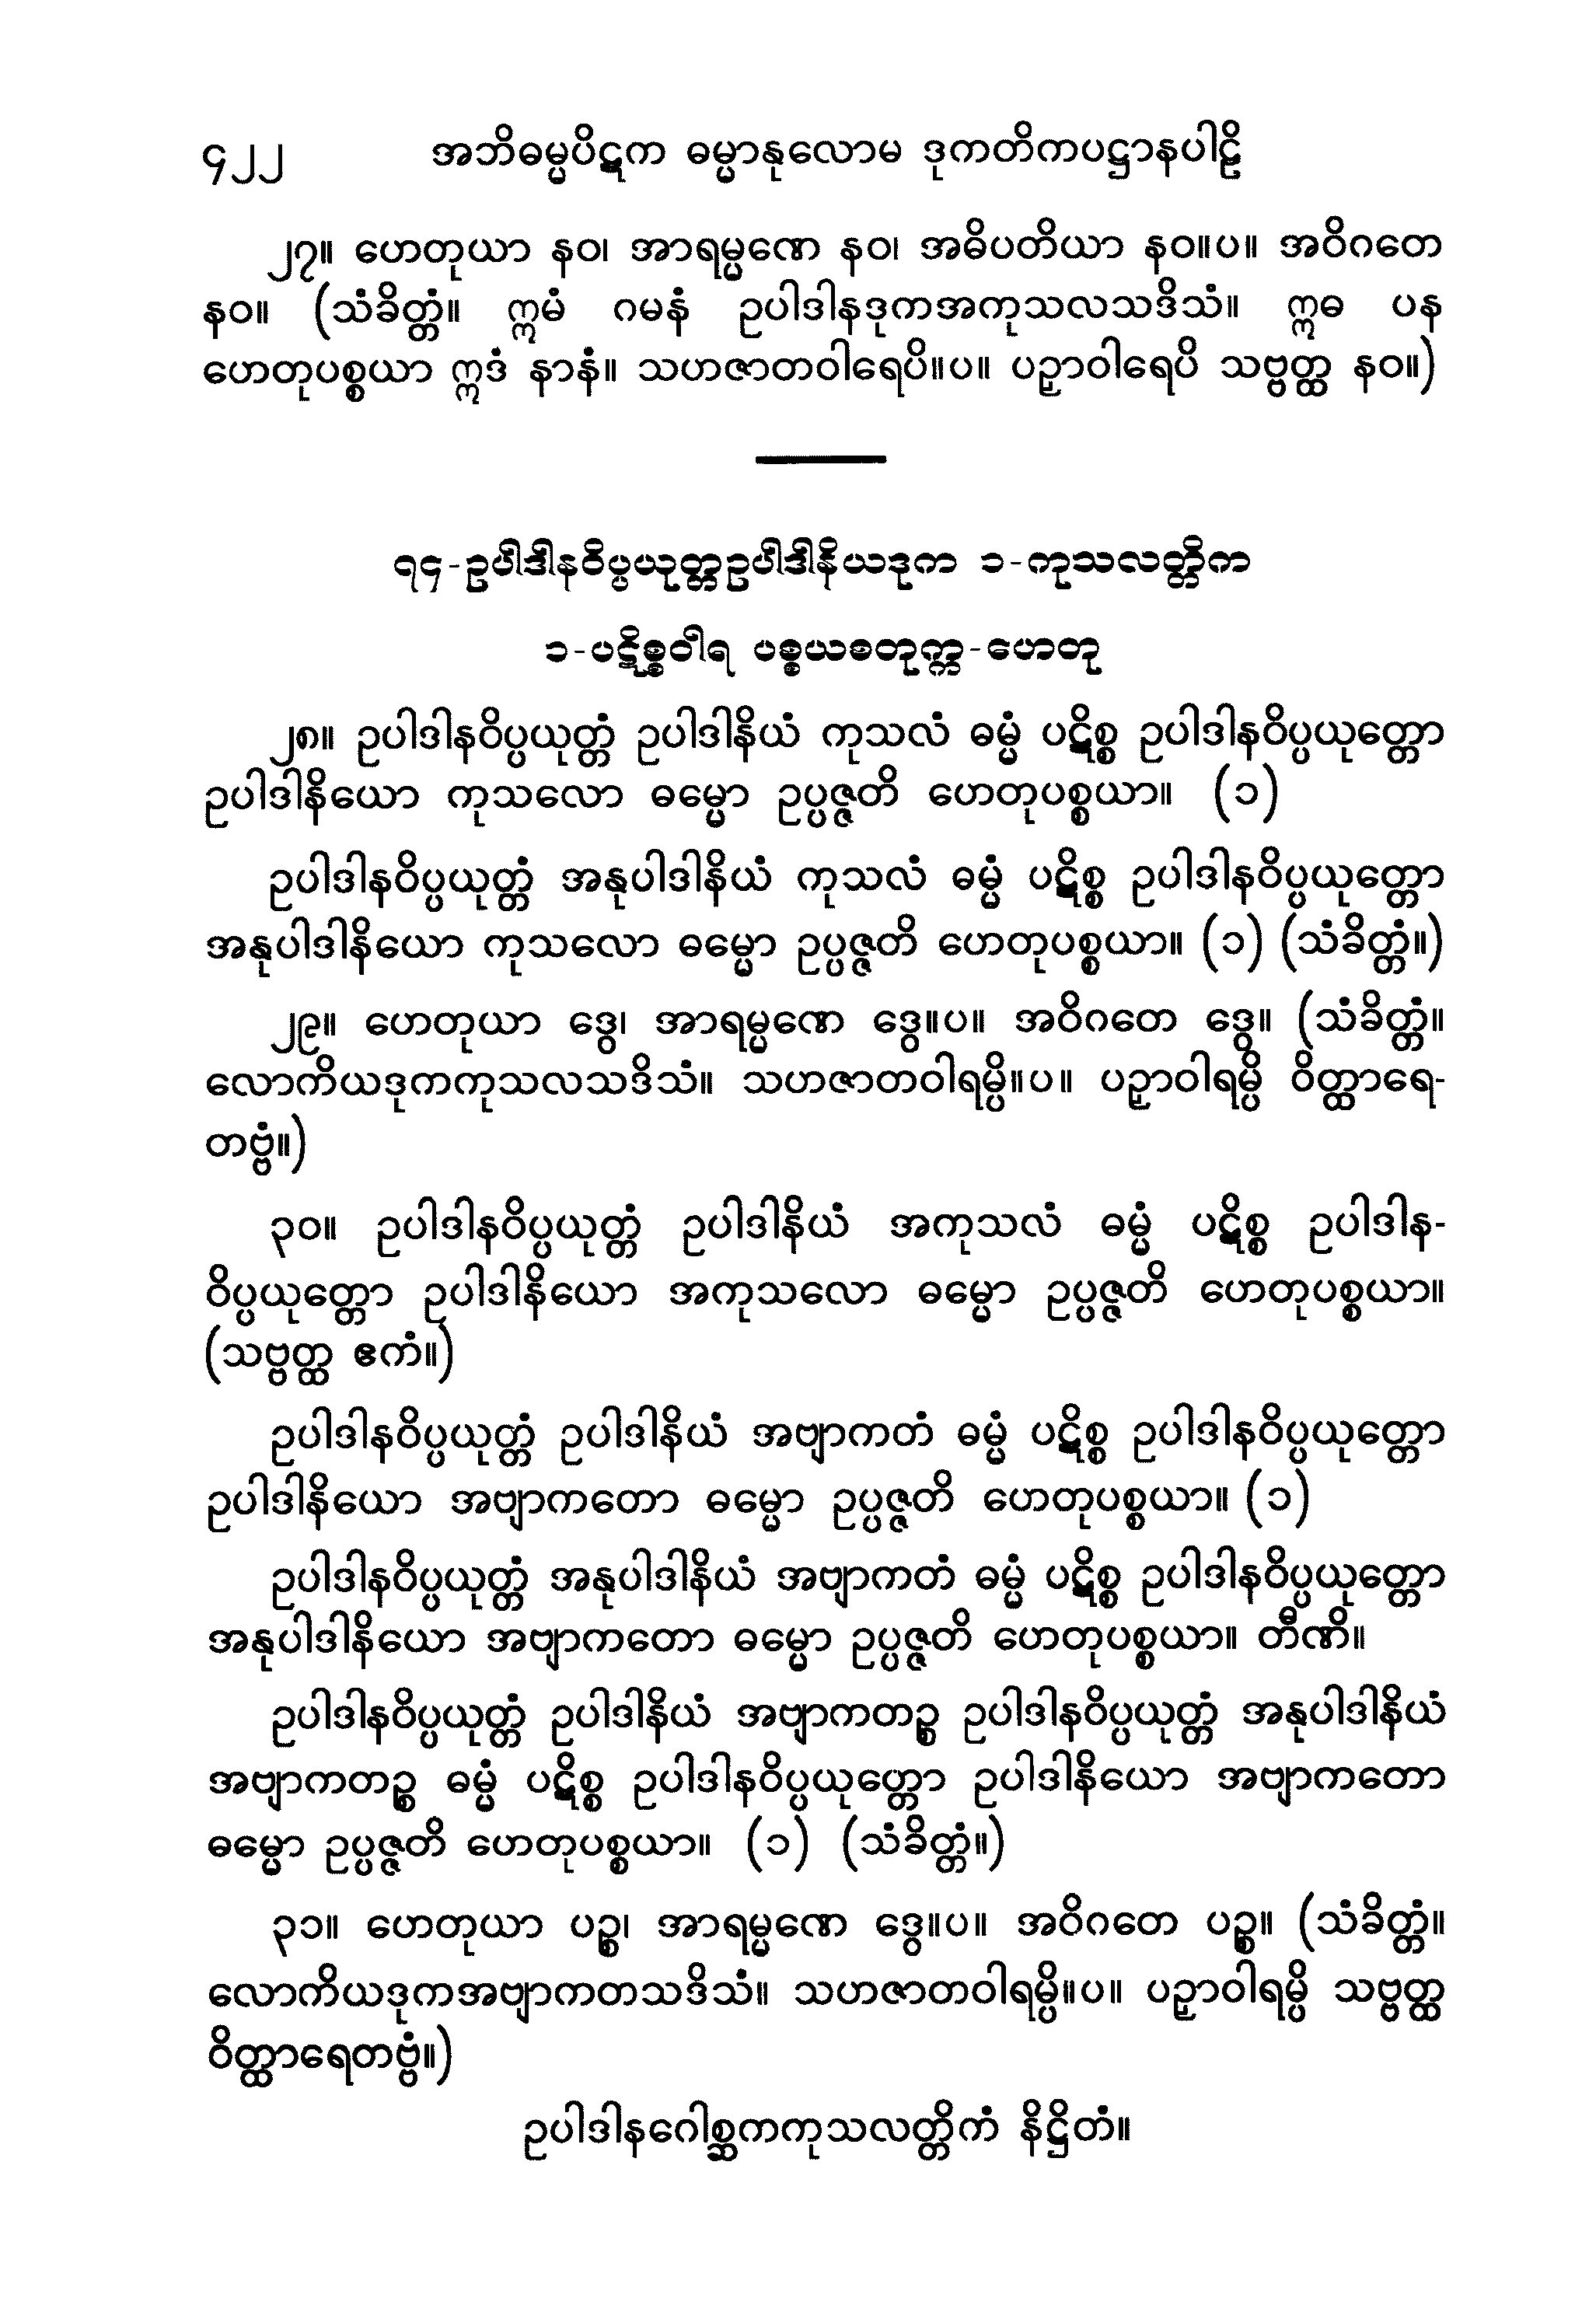 ၄၂၂ အဘိဓမ္မပိဋက ဓမ္မာနုလောမ ဒုကတိကပဋ္ဌာနပါဠိ
၂၇။ ဟေတုယာ နဝ၊ အာရမ္မဏေ နဝ၊ အဓိပတိယာ နဝ။ပ။ အဝိဂတေ
နဝ။ (သံခိတ္တံ။ ဣမံ ဂမနံ ဥပါဒါနဒုကအကုသလသဒိသံ။ ဣဓ ပန
ဟေတုပစ္စယာ ဣဒံ နာနံ။ သဟဇာတဝါရေပိ။ပ။ ပဉှာဝါရေပိ သဗ္ဗတ္ထ နဝ။)
၇၄-ဥပါဒါနဝိပ္ပယုတ္တဥပါဒါနိယဒုက ၁-ကုသလတ္တိက
၁-ပဋိစ္စဝါရ ပစ္စယစတုက္က-ဟေတု
၂၈။ ဥပါဒါနဝိပ္ပယုတ္တံ ဥပါဒါနိယံ ကုသလံ ဓမ္မံ ပဋိစ္စ ဥပါဒါနဝိပ္ပယုတ္တော
ဥပါဒါနိယော ကုသလော ဓမ္မော ဥပ္ပဇ္ဇတိ ဟေတုပစ္စယာ။ (၁)
ဥပါဒါနဝိပ္ပယုတ္တံ အနုပါဒါနိယံ ကုသလံ ဓမ္မံ ပဋိစ္စ ဥပါဒါနဝိပ္ပယုတ္တော
အနုပါဒါနိယော ကုသလော ဓမ္မော ဥပ္ပဇ္ဇတိ ဟေတုပစ္စယာ။ (၁) (သံခိတ္တံ။)
၂၉။ ဟေတုယာ ဒွေ၊ အာရမ္မဏေ ဒွေ။ပ။ အဝိဂတေ ဒွေ။ (သံခိတ္တံ။
လောကိယဒုကကုသလသဒိသံ။ သဟဇာတဝါရမ္ပိ။ပ။ ပဉှာဝါရမ္ပိ ဝိတ္ထာရေ-
တဗ္ဗံ။)
၃၀။ ဥပါဒါနဝိပ္ပယုတ္တံ ဥပါဒါနိယံ အကုသလံ ဓမ္မံ ပဋိစ္စ ဥပါဒါန-
ဝိပ္ပယုတ္တော ဥပါဒါနိယော အကုသလော ဓမ္မော ဥပ္ပဇ္ဇတိ ဟေတုပစ္စယာ။
(သဗ္ဗတ္ထ ဧကံ။)
ဥပါဒါနဝိပ္ပယုတ္တံ ဥပါဒါနိယံ အဗျာကတံ ဓမ္မံ ပဋိစ္စ ဥပါဒါနဝိပ္ပယုတ္တော
ဥပါဒါနိယော အဗျာကတော ဓမ္မော ဥပ္ပဇ္ဇတိ ဟေတုပစ္စယာ။ (၁)
ဥပါဒါနဝိပ္ပယုတ္တံ အနုပါဒါနိယံ အဗျာကတံ ဓမ္မံ ပဋိစ္စ ဥပါဒါနဝိပ္ပယုတ္တော
အနုပါဒါနိယော အဗျာကတော ဓမ္မော ဥပ္ပဇ္ဇတိ ဟေတုပစ္စယာ။ တီဏိ။
ဥပါဒါနဝိပ္ပယုတ္တံ ဥပါဒါနိယံ အဗျာကတဉ္စ ဥပါဒါနဝိပ္ပယုတ္တံ အနုပါဒါနိယံ
အဗျာကတဉ္စ ဓမ္မံ ပဋိစ္စ ဥပါဒါနဝိပ္ပယုတ္တော ဥပါဒါနိယော အဗျာကတော
ဓမ္မော ဥပ္ပဇ္ဇတိ ဟေတုပစ္စယာ။ (၁) (သံခိတ္တံ။)
၃၁။ ဟေတုယာ ပဉ္စ၊ အာရမ္မဏေ ဒွေ။ပ။ အဝိဂတေ ပဉ္စ။ (သံခိတ္တံ။
လောကိယဒုကအဗျာကတသဒိသံ။ သဟဇာတဝါရမ္ပိ။ပ။ ပဉှာဝါရမ္ပိ သဗ္ဗတ္ထ
ဝိတ္ထာရေတဗ္ဗံ။)
ဥပါဒါနဂေါစ္ဆကကုသလတ္တိကံ နိဋ္ဌိတံ။